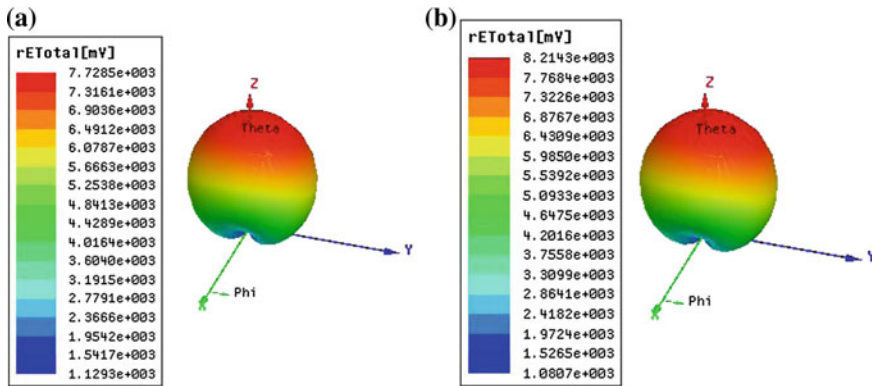 (a)
rETotal[mV]
7.7285e+003
7.3161e+003
6.9036e+003
6.4912e+003
6.0787e+003
5.6663e+003
5.2538e+003
4.8413e+003
4.4289e+003
4.0164e+003
3.6040e+003
3.1915e+003
2.7791e+003
2.3666e+003
1.9542e+003
1.5417e+003
1.1293e+003
Z
Theta
Y
Phi
(b)
rETotal[mV]
8.2143e+003
7.7684e+003
7.3226e+003
6.8767e+003
6.4309e+003
5.9850e+003
5.5392e+003
5.0933e+003
4.6475e+003
4.2016e+003
3.7558e+003
3.3099e+003
2.8641e+003
2.4182e+003
1.9724e+003
1.5265e+003
1.0807e+003
Z
Theta
Y
Phi